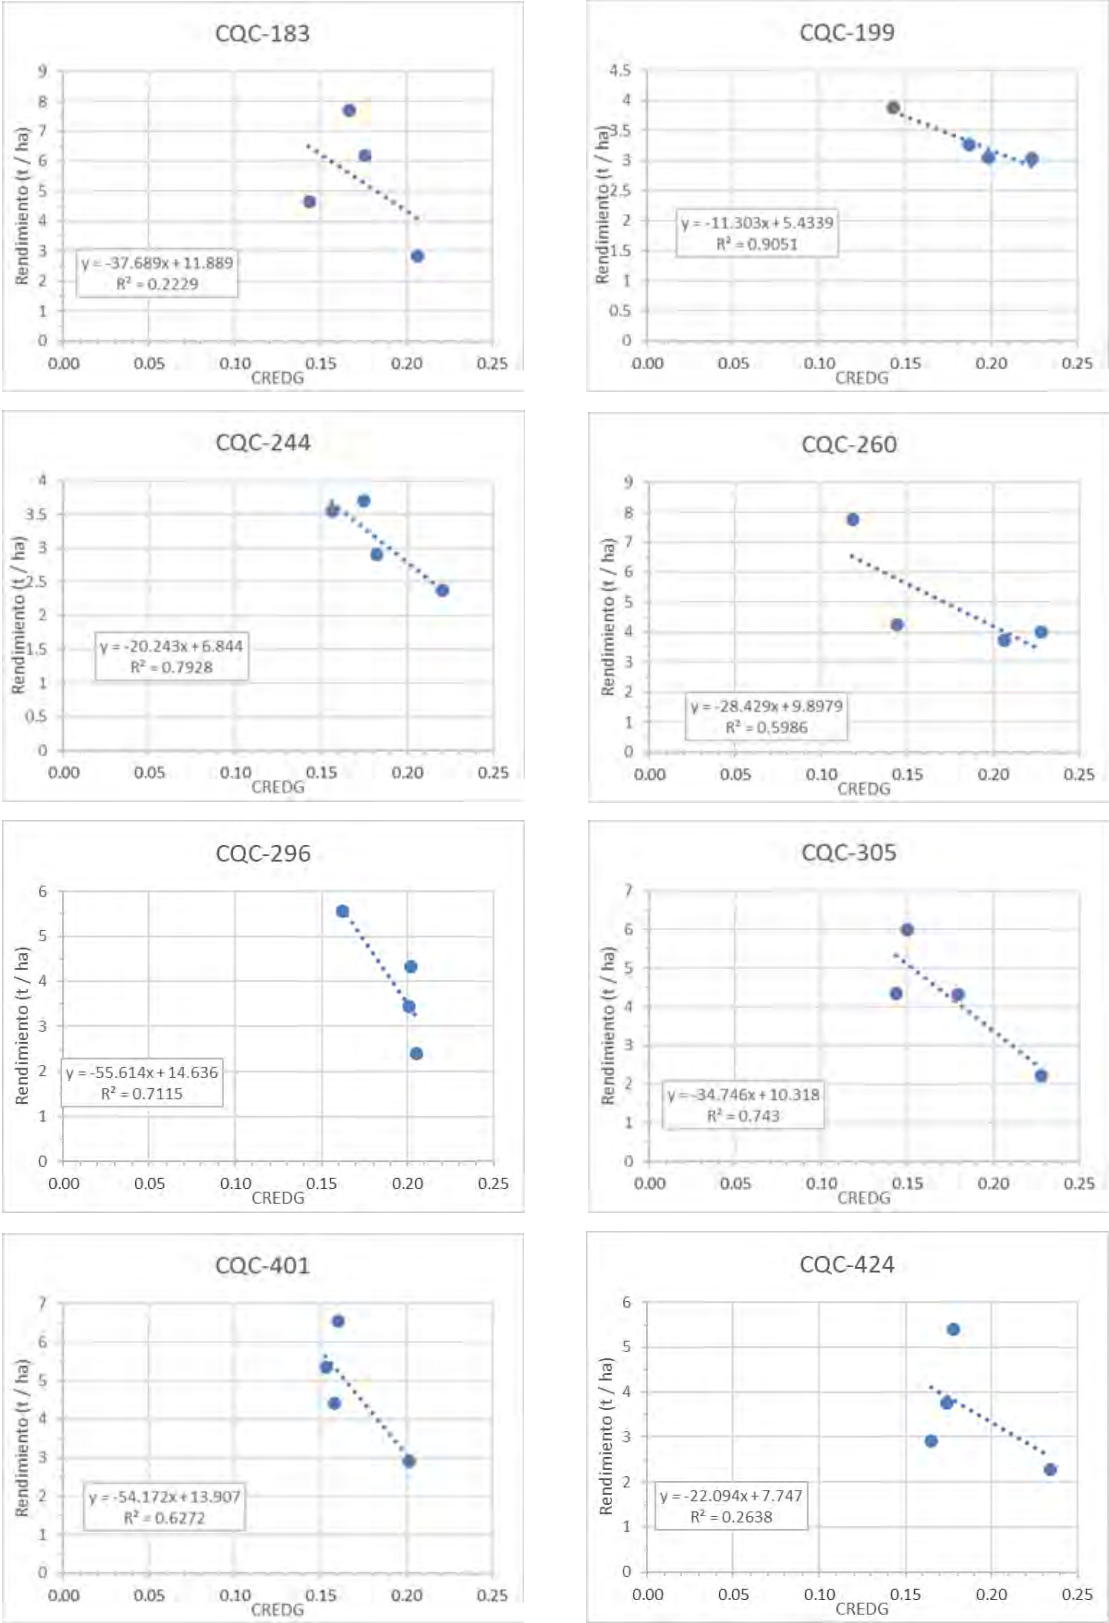 CQC-183
Rendimiento (t / ha)
9
8
7
6
5
4
3
2
1
0
y = -37.689x + 11.889
R² = 0.2229
0.00 0.05 0.10 0.15 0.20 0.25
CREDG
CQC-199
Rendimiento (t / ha)
4.5
4
3.5
3
2.5
2
1.5
1
0.5
0
y = -11.303x + 5.4339
R² = 0.9051
0.00 0.05 0.10 0.15 0.20 0.25
CREDG
CQC-244
Rendimiento (t / ha)
4
3.5
3
2.5
2
1.5
1
0.5
0
y = -20.243x + 6.844
R² = 0.7928
0.00 0.05 0.10 0.15 0.20 0.25
CREDG
CQC-260
Rendimiento (t / ha)
9
8
7
6
5
4
3
2
1
0
y = -28.429x + 9.8979
R² = 0.5986
0.00 0.05 0.10 0.15 0.20 0.25
CREDG
CQC-296
Rendimiento (t / ha)
6
5
4
3
2
1
0
y = -55.614x + 14.636
R² = 0.7115
0.00 0.05 0.10 0.15 0.20 0.25
CREDG
CQC-305
Rendimiento (t / ha)
7
6
5
4
3
2
1
0
y = -34.746x + 10.318
R² = 0.743
0.00 0.05 0.10 0.15 0.20 0.25
CREDG
CQC-401
Rendimiento (t / ha)
7
6
5
4
3
2
1
0
y = -54.172x + 13.907
R² = 0.6272
0.00 0.05 0.10 0.15 0.20 0.25
CREDG
CQC-424
Rendimiento (t / ha)
6
5
4
3
2
1
0
y = -22.094x + 7.747
R² = 0.2638
0.00 0.05 0.10 0.15 0.20 0.25
CREDG